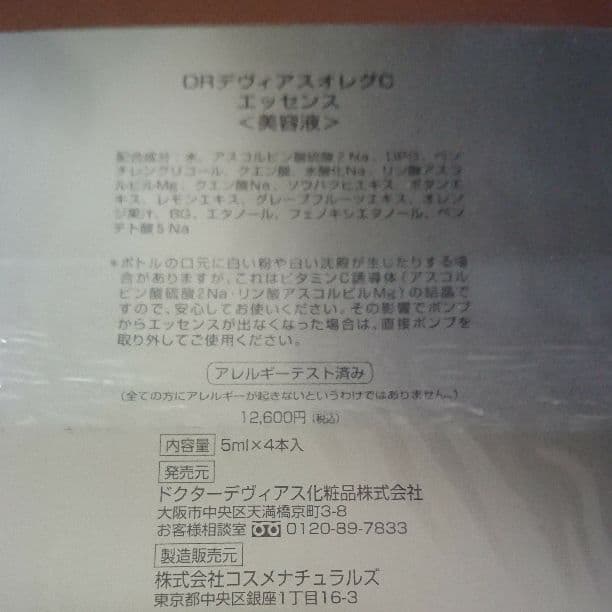 DRデヴィアスオレグC
エッセンス
<美容液>
配合成分:水、アスコルビン酸硫酸2Na、DPG、ペン
チレングリコール、クエン酸、水酸化Na、リン酸アスコ
ルビルMg、クエン酸Na、ソウハクヒエキス、ボタンエ
キス、レモンエキス、グレープフルーツエキス、オレン
ジ果汁、BG、エタノール、フェノキシエタノール、ペン
テト酸5Na
*ボトルの口元に白い粉や白い沈殿が生じたりする場
合がありますが、これはビタミンC誘導体(アスコル
ビン酸硫酸2Na・リン酸アスコルビルMg)の結晶で
すので、安心してお使いください。その影響でポンプ
からエッセンスが出なくなった場合は、直接ポンプを
取り外してご使用ください。
アレルギーテスト済み
(全ての方にアレルギーが起きないというわけではありません。)
12,600円(税込)
内容量 5ml×4本入
発売元
ドクターデヴィアス化粧品株式会社
大阪市中央区天満橋京町3-8
お客様相談室 0120-89-7833
製造販売元
株式会社コスメナチュラルズ
東京都中央区銀座1丁目16-3